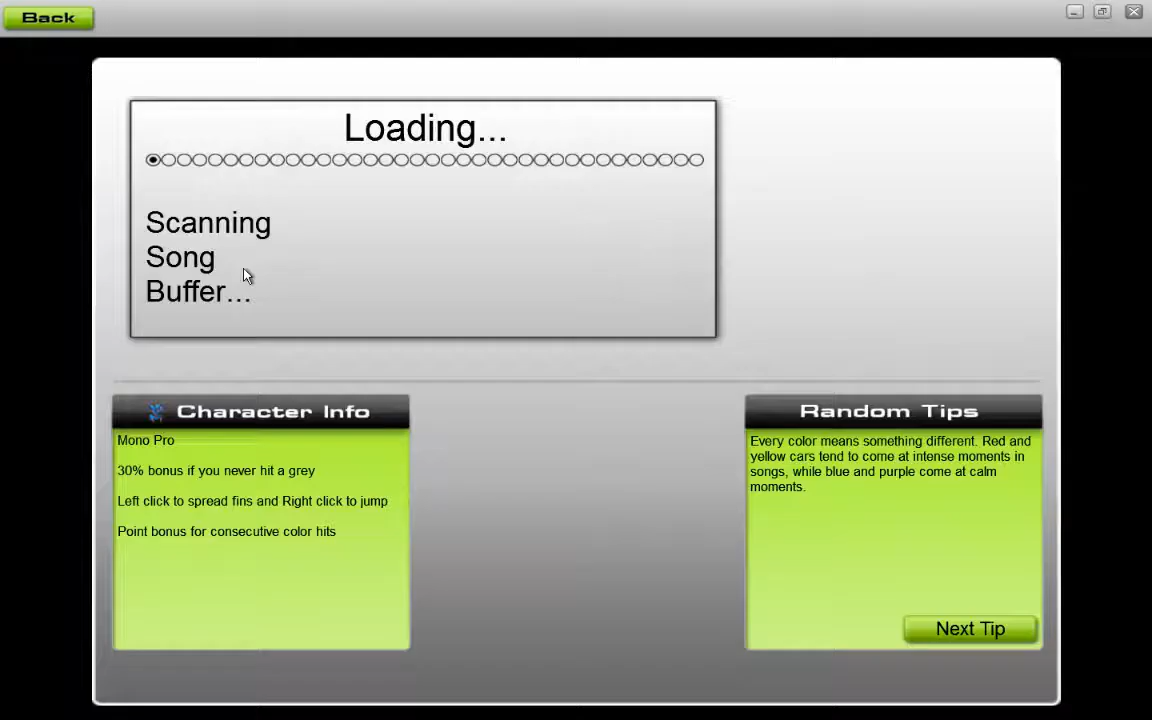 Back
Loading...
Scanning
Song
Buffer...
Character Info
Mono Pro
30% bonus if you never hit a grey
Left click to spread fins and Right click to jump
Point bonus for consecutive color hits
Random Tips
Every color means something different. Red and
yellow cars tend to come at intense moments in
songs, while blue and purple come at calm
moments.
Next Tip